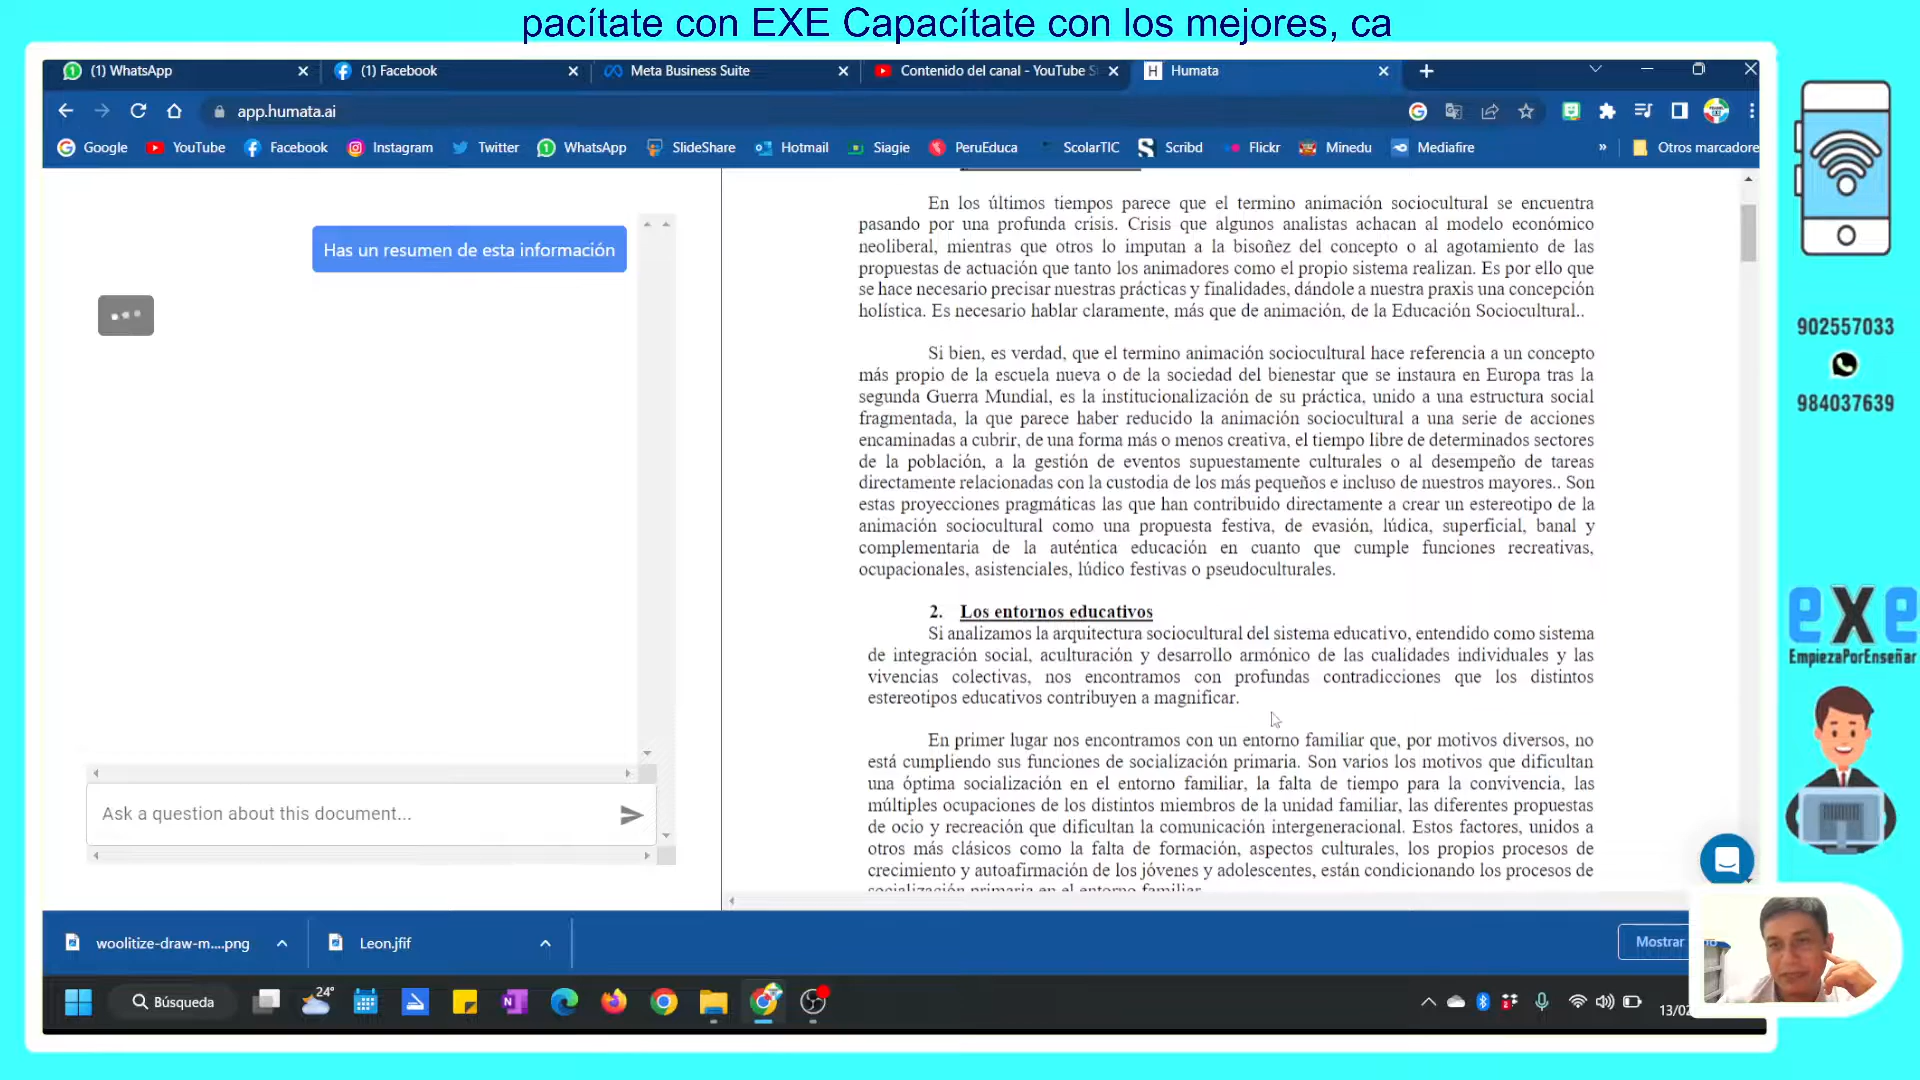 pacítate con EXE Capacítate con los mejores, ca
(1) WhatsApp
(1) Facebook
Meta Business Suite
Contenido del canal - YouTube S
H Humata
app.humata.ai
Google
YouTube
Facebook
Instagram
Twitter
WhatsApp
SlideShare
Hotmail
Siagie
PeruEduca
ScolarTIC
Scribd
Flickr
Minedu
Mediafire
»
Otros marcadore
Has un resumen de esta información
En los últimos tiempos parece que el termino animación sociocultural se encuentra
pasando por una profunda crisis. Crisis que algunos analistas achacan al modelo económico
neoliberal, mientras que otros lo imputan a la bisoñez del concepto o al agotamiento de las
propuestas de actuación que tanto los animadores como el propio sistema realizan. Es por ello que
se hace necesario precisar nuestras prácticas y finalidades, dándole a nuestra praxis una concepción
holística. Es necesario hablar claramente, más que de animación, de la Educación Sociocultural..
Si bien, es verdad, que el termino animación sociocultural hace referencia a un concepto
más propio de la escuela nueva o de la sociedad del bienestar que se instaura en Europa tras la
segunda Guerra Mundial, es la institucionalización de su práctica, unido a una estructura social
fragmentada, la que parece haber reducido la animación sociocultural a una serie de acciones
encaminadas a cubrir, de una forma más o menos creativa, el tiempo libre de determinados sectores
de la población, a la gestión de eventos supuestamente culturales o al desempeño de tareas
directamente relacionadas con la custodia de los más pequeños e incluso de nuestros mayores.. Son
estas proyecciones pragmáticas las que han contribuido directamente a crear un estereotipo de la
animación sociocultural como una propuesta festiva, de evasión, lúdica, superficial, banal y
complementaria de la auténtica educación en cuanto que cumple funciones recreativas,
ocupacionales, asistenciales, lúdico festivas o pseudoculturales.
2. Los entornos educativos
Si analizamos la arquitectura sociocultural del sistema educativo, entendido como sistema
de integración social, aculturación y desarrollo armónico de las cualidades individuales y las
vivencias colectivas, nos encontramos con profundas contradicciones que los distintos
estereotipos educativos contribuyen a magnificar.
En primer lugar nos encontramos con un entorno familiar que, por motivos diversos, no
está cumpliendo sus funciones de socialización primaria. Son varios los motivos que dificultan
una óptima socialización en el entorno familiar, la falta de tiempo para la convivencia, las
múltiples ocupaciones de los distintos miembros de la unidad familiar, las diferentes propuestas
de ocio y recreación que dificultan la comunicación intergeneracional. Estos factores, unidos a
otros más clásicos como la falta de formación, aspectos culturales, los propios procesos de
crecimiento y autoafirmación de los jóvenes y adolescentes, están condicionando los procesos de
socialización primaria en el entorno familiar.
Ask a question about this document...
woolitize-draw-m....png
Leon.jfif
Mostrar
Búsqueda
24°
13/02
902557033
984037639
exe
EmpiezaPorEnseñar